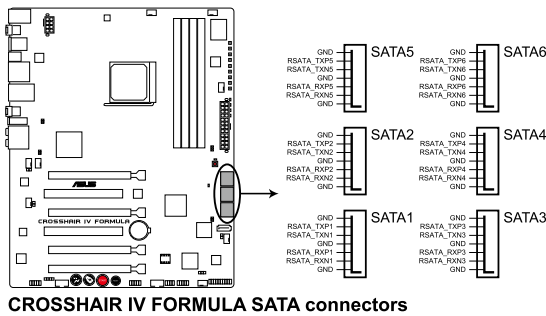 SATA5
GND
RSATA_TXP5
RSATA_TXN5
GND
RSATA_RXP5
RSATA_RXN5
GND
SATA6
GND
RSATA_TXP6
RSATA_TXN6
GND
RSATA_RXP6
RSATA_RXN6
GND
SATA2
GND
RSATA_TXP2
RSATA_TXN2
GND
RSATA_RXP2
RSATA_RXN2
GND
SATA4
GND
RSATA_TXP4
RSATA_TXN4
GND
RSATA_RXP4
RSATA_RXN4
GND
SATA1
GND
RSATA_TXP1
RSATA_TXN1
GND
RSATA_RXP1
RSATA_RXN1
GND
SATA3
GND
RSATA_TXP3
RSATA_TXN3
GND
RSATA_RXP3
RSATA_RXN3
GND
ASUS
CROSSHAIR IV FORMULA
CROSSHAIR IV FORMULA SATA connectors